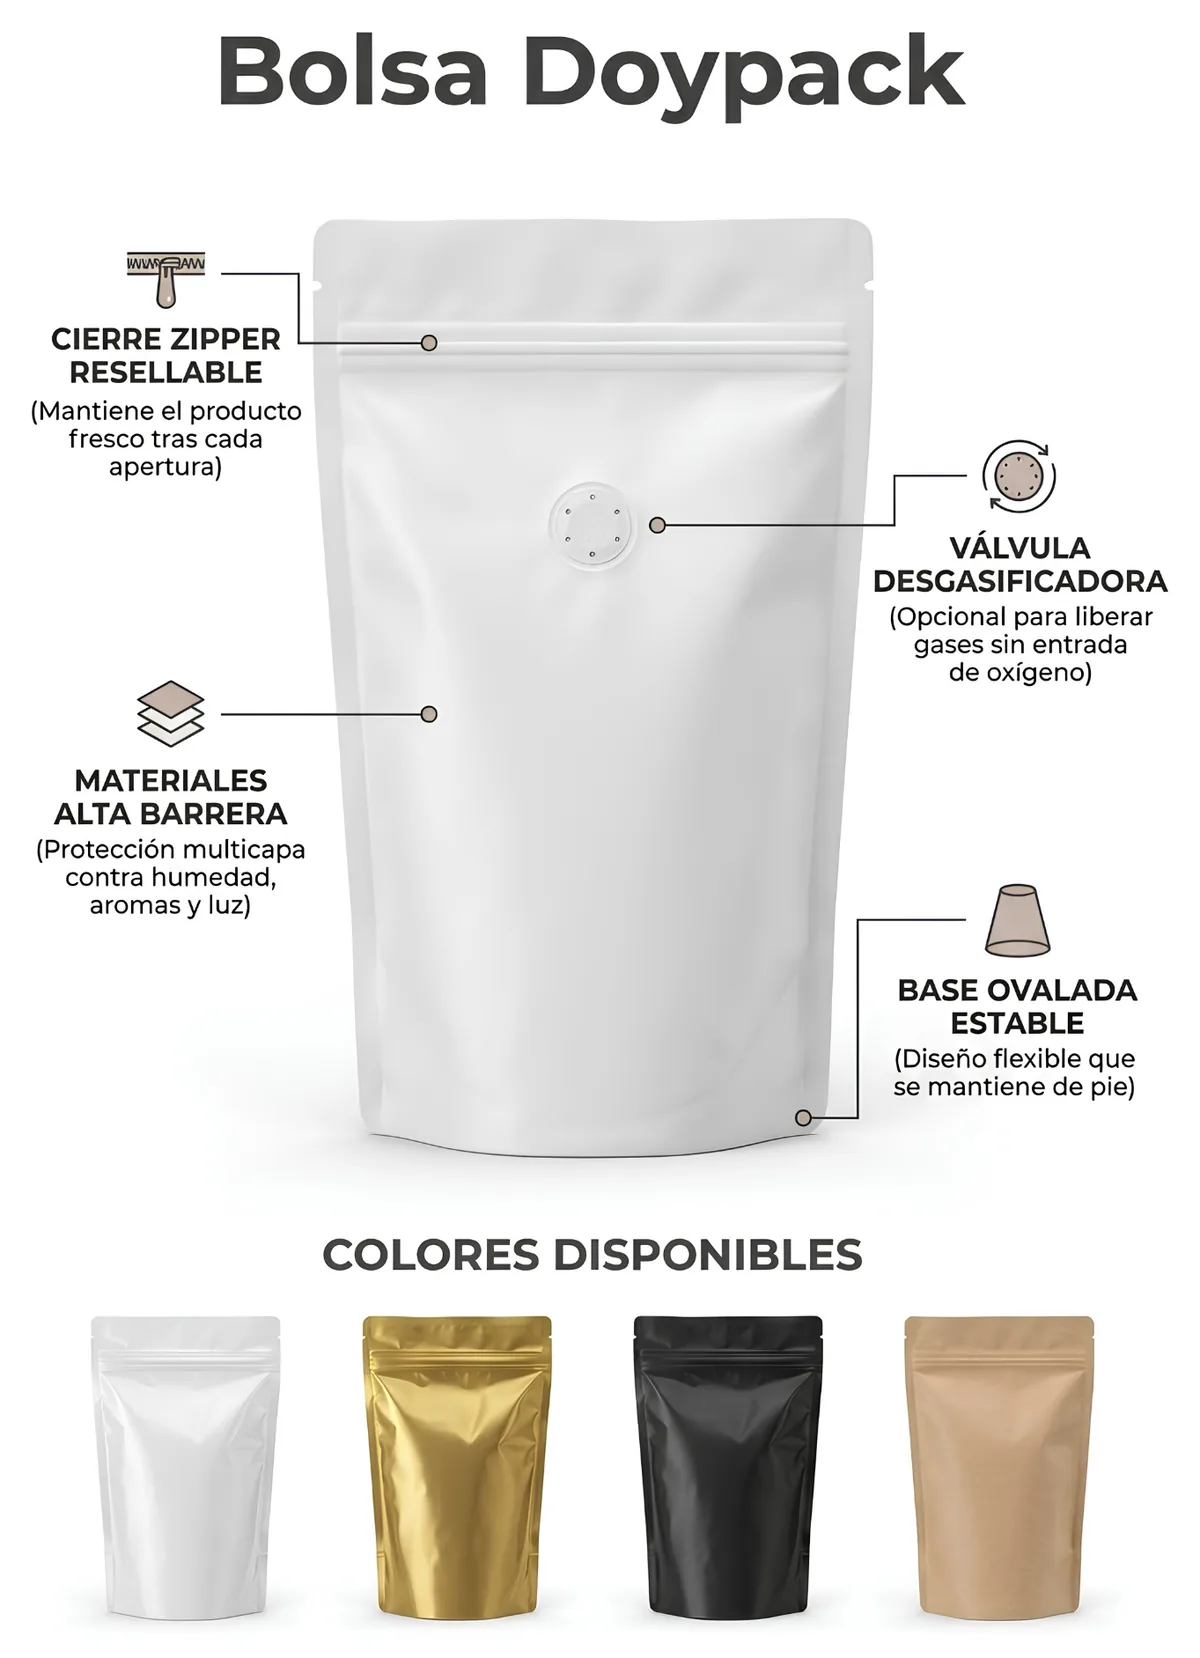 Bolsa Doypack
CIERRE ZIPPER
RESELLABLE
(Mantiene el producto
fresco tras cada
apertura)
VÁLVULA
DESGASIFICADORA
(Opcional para liberar
gases sin entrada
de oxígeno)
MATERIALES
ALTA BARRERA
(Protección multicapa
contra humedad,
aromas y luz)
BASE OVALADA
ESTABLE
(Diseño flexible que
se mantiene de pie)
COLORES DISPONIBLES